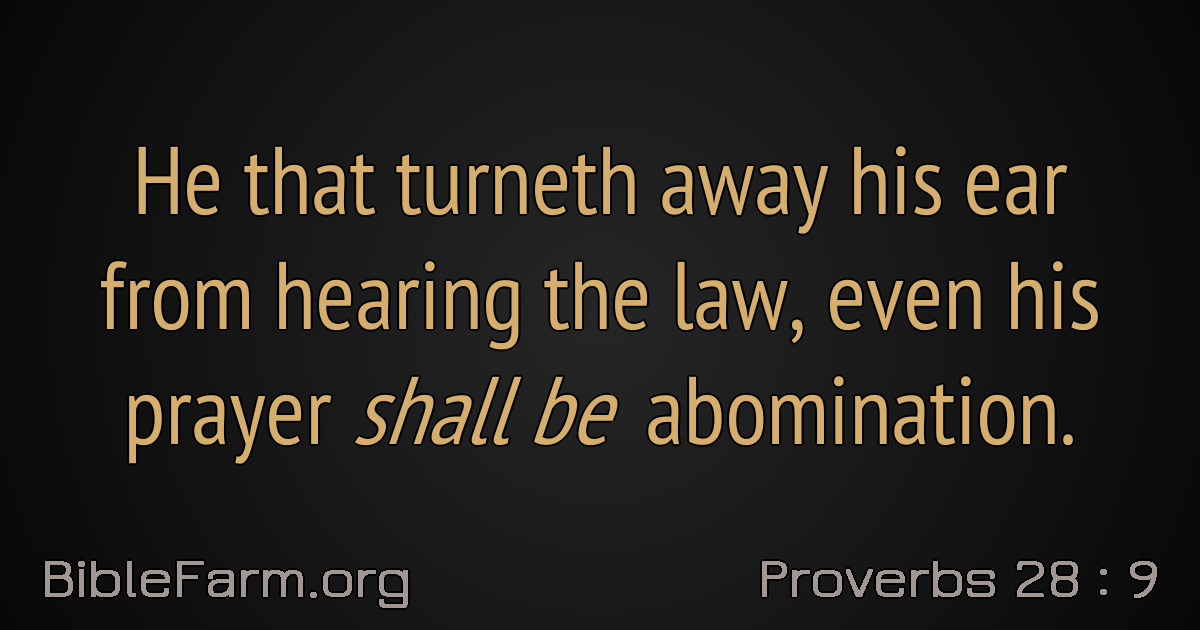 He that turneth away his ear
from hearing the law, even his
prayer shall be abomination.
BibleFarm.org
Proverbs 28 : 9